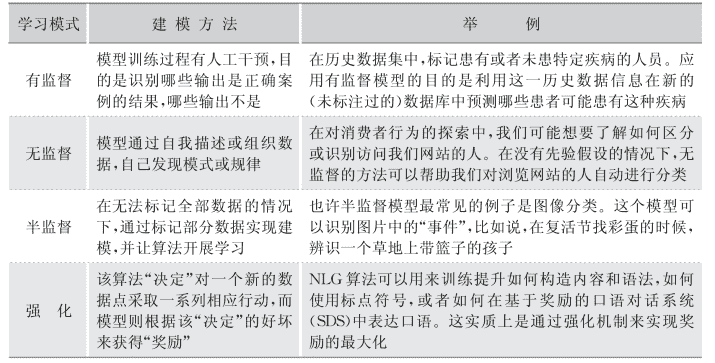 学习模式 建模方法 举例
有监督 模型训练过程有人工干预,目的是识别哪些输出是正确案例的结果,哪些输出不是
在历史数据集中,标记患有或者未患特定疾病的人员。应用有监督模型的目的是利用这一历史数据信息在新的(未标注过的)数据库中预测哪些患者可能患有这种疾病
无监督 模型通过自我描述或组织数据,自己发现模式或规律
在对消费者行为的探索中,我们可能想要了解如何区分或识别访问我们网站的人。在没有先验假设的情况下,无监督的方法可以帮助我们对浏览网站的人自动进行分类
半监督 在无法标记全部数据的情况下,通过标记部分数据实现建模,并让算法开展学习
也许半监督模型最常见的例子是图像分类。这个模型可以识别图片中的“事件”,比如说,在复活节找彩蛋的时候,辨识一个草地上带篮子的孩子
强化 该算法“决定”对一个新的数据点采取一系列相应行动,而模型则根据该“决定”的好坏来获得“奖励”
NLG 算法可以用来训练提升如何构造内容和语法,如何使用标点符号,或者如何在基于奖励的口语对话系统(SDS)中表达口语。这实质上是通过强化机制来实现奖励的最大化